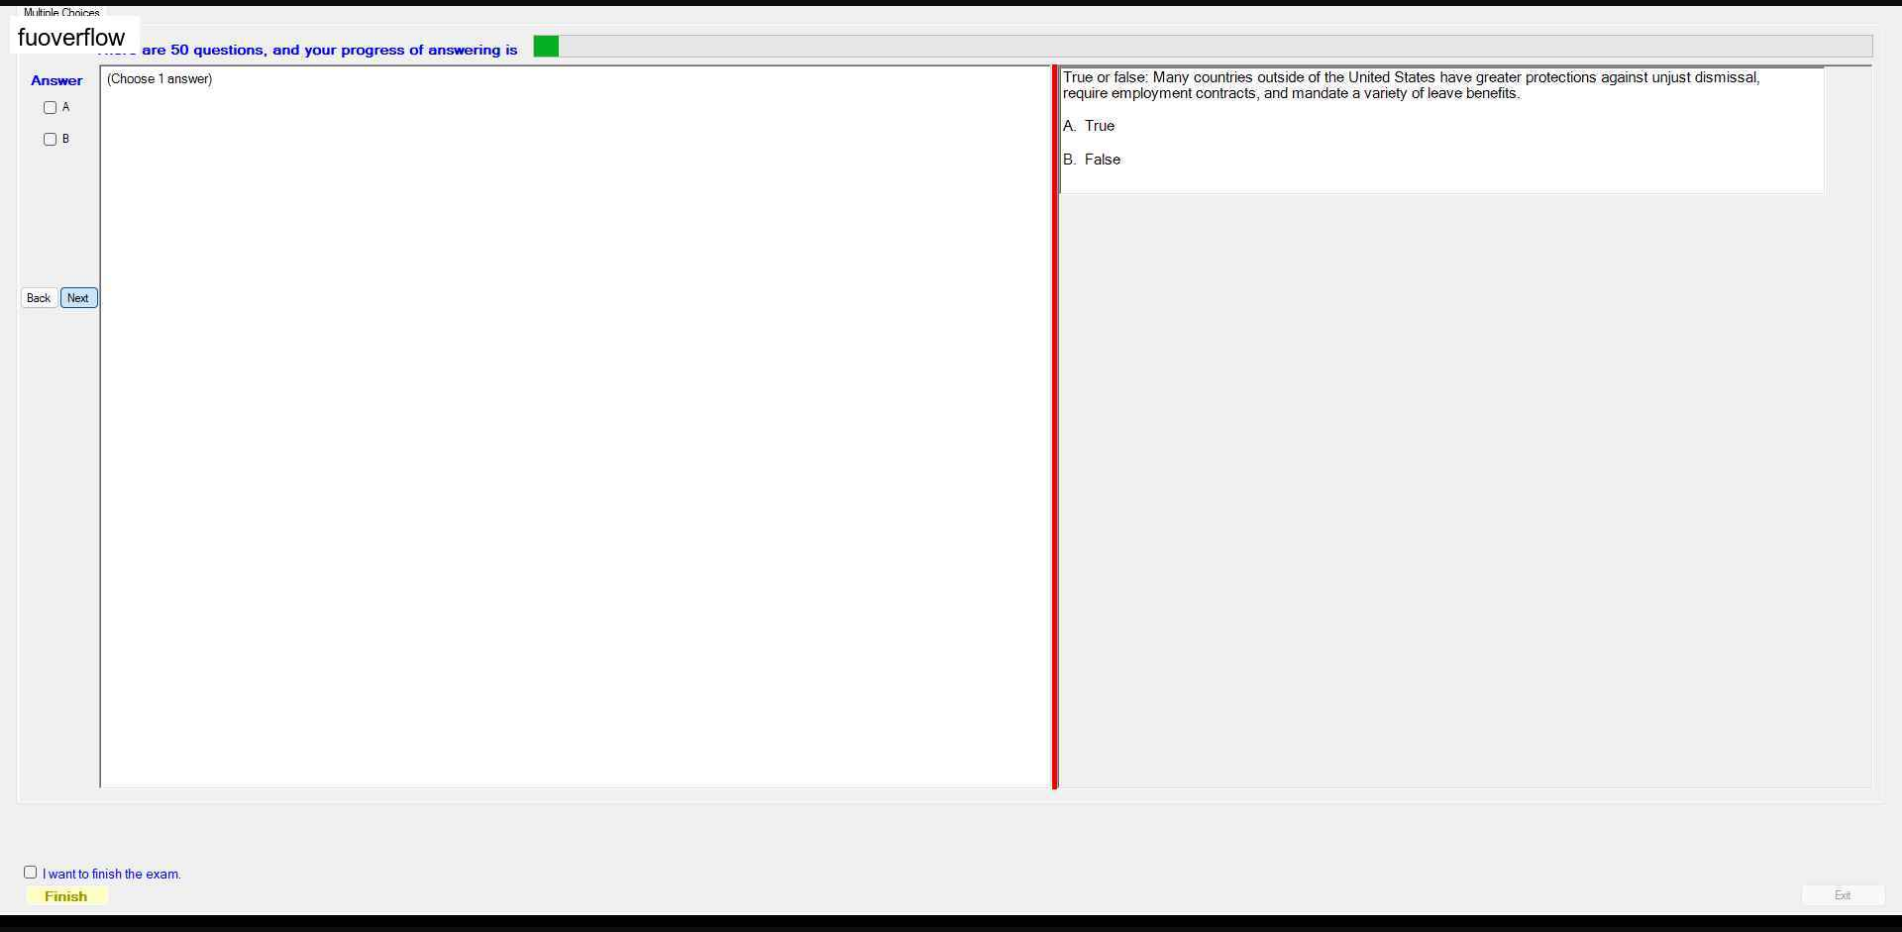 Multiple Choices
fuoverflow
are 50 questions, and your progress of answering is
Answer
(Choose 1 answer)
A
B
Back
Next
True or false: Many countries outside of the United States have greater protections against unjust dismissal,
require employment contracts, and mandate a variety of leave benefits.
A. True
B. False
I want to finish the exam.
Finish
Exit